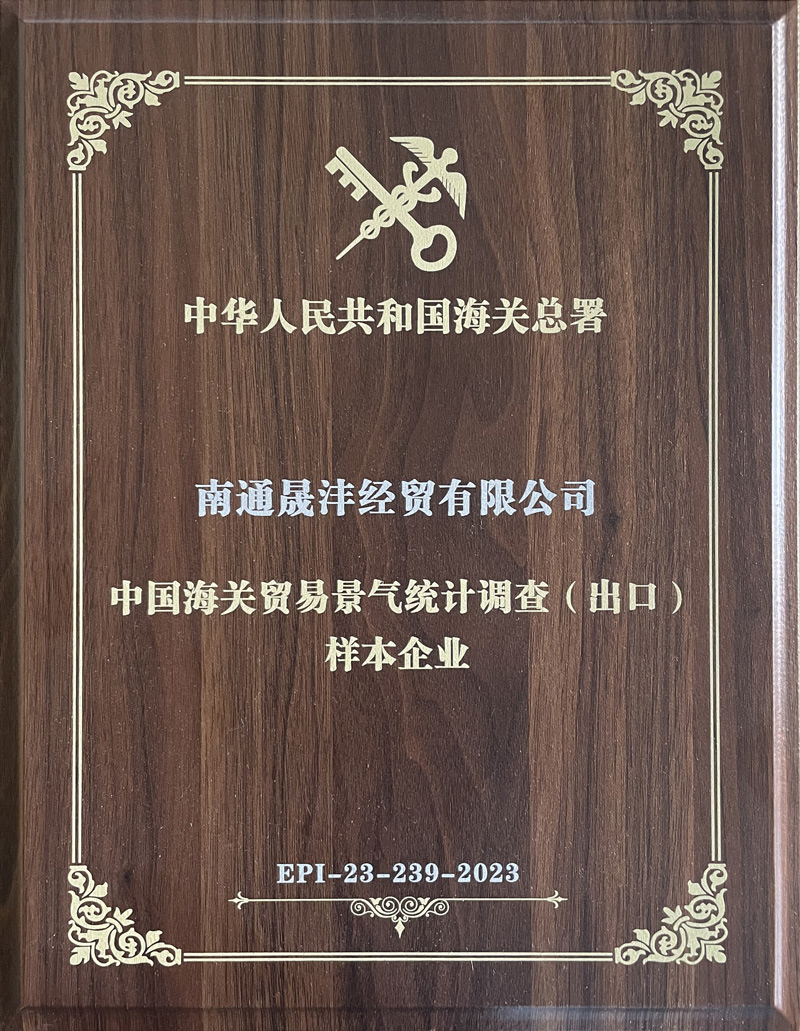 中华人民共和国海关总署
南通晟沣经贸有限公司
中国海关贸易景气统计调查（出口）
样本企业
EPI-23-239-2023